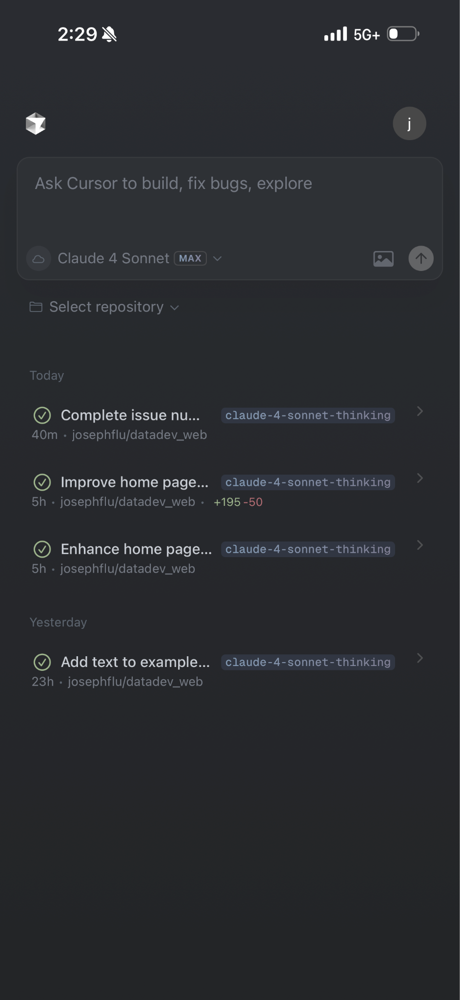 2:29 5G+
j
Ask Cursor to build, fix bugs, explore
Claude 4 Sonnet MAX
Select repository
Today
Complete issue nu... claude-4-sonnet-thinking
40m · josephflu/datadev_web
Improve home page... claude-4-sonnet-thinking
5h · josephflu/datadev_web · +195 -50
Enhance home page... claude-4-sonnet-thinking
5h · josephflu/datadev_web
Yesterday
Add text to example... claude-4-sonnet-thinking
23h · josephflu/datadev_web